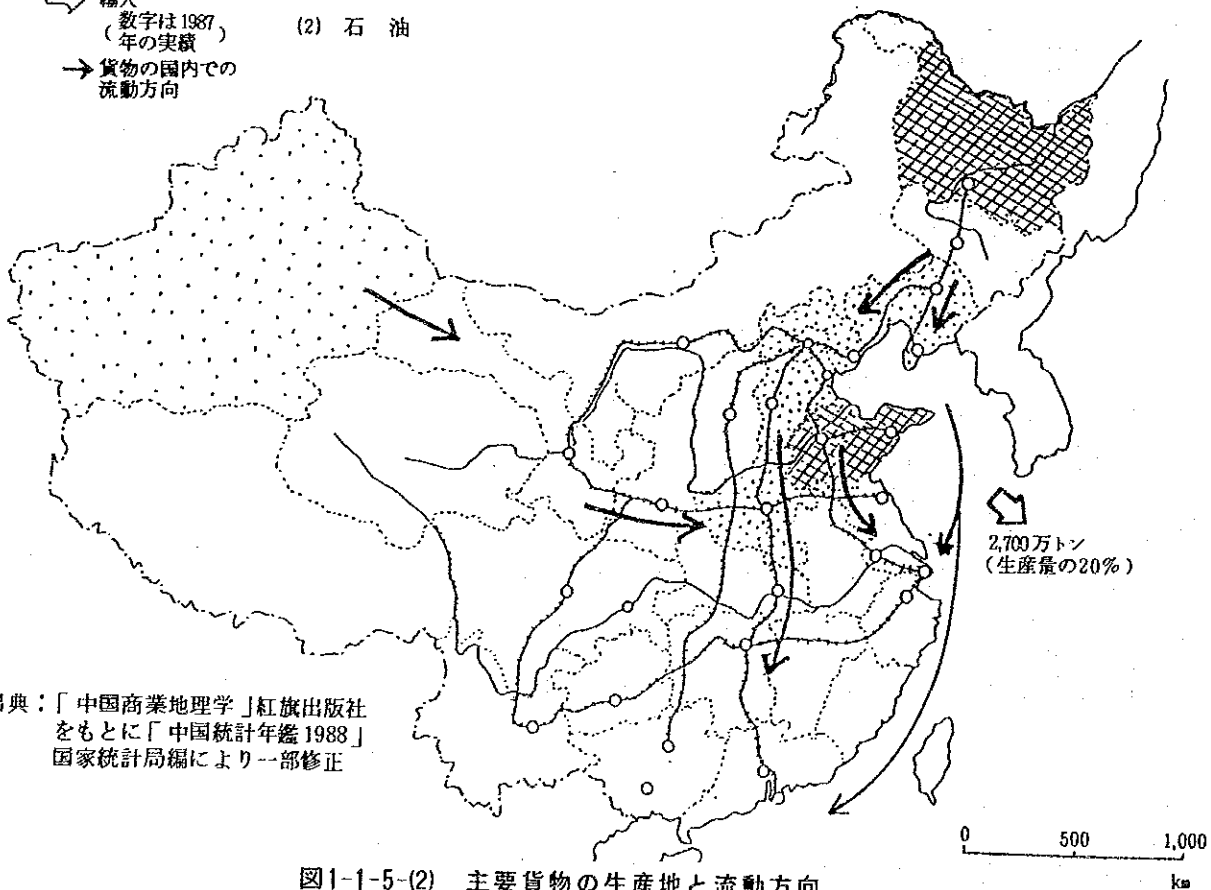 (数字は1987
年の実績)
(2) 石油
→貨物の国内での
流動方向
2,700万トン
(生産量の20%)
典:「中国商業地理学」紅旗出版社
をもとに「中国統計年鑑1988」
国家統計局編により一部修正
0 500 1,000
km
図1-1-5-(2) 主要貨物の生産地と流動方向